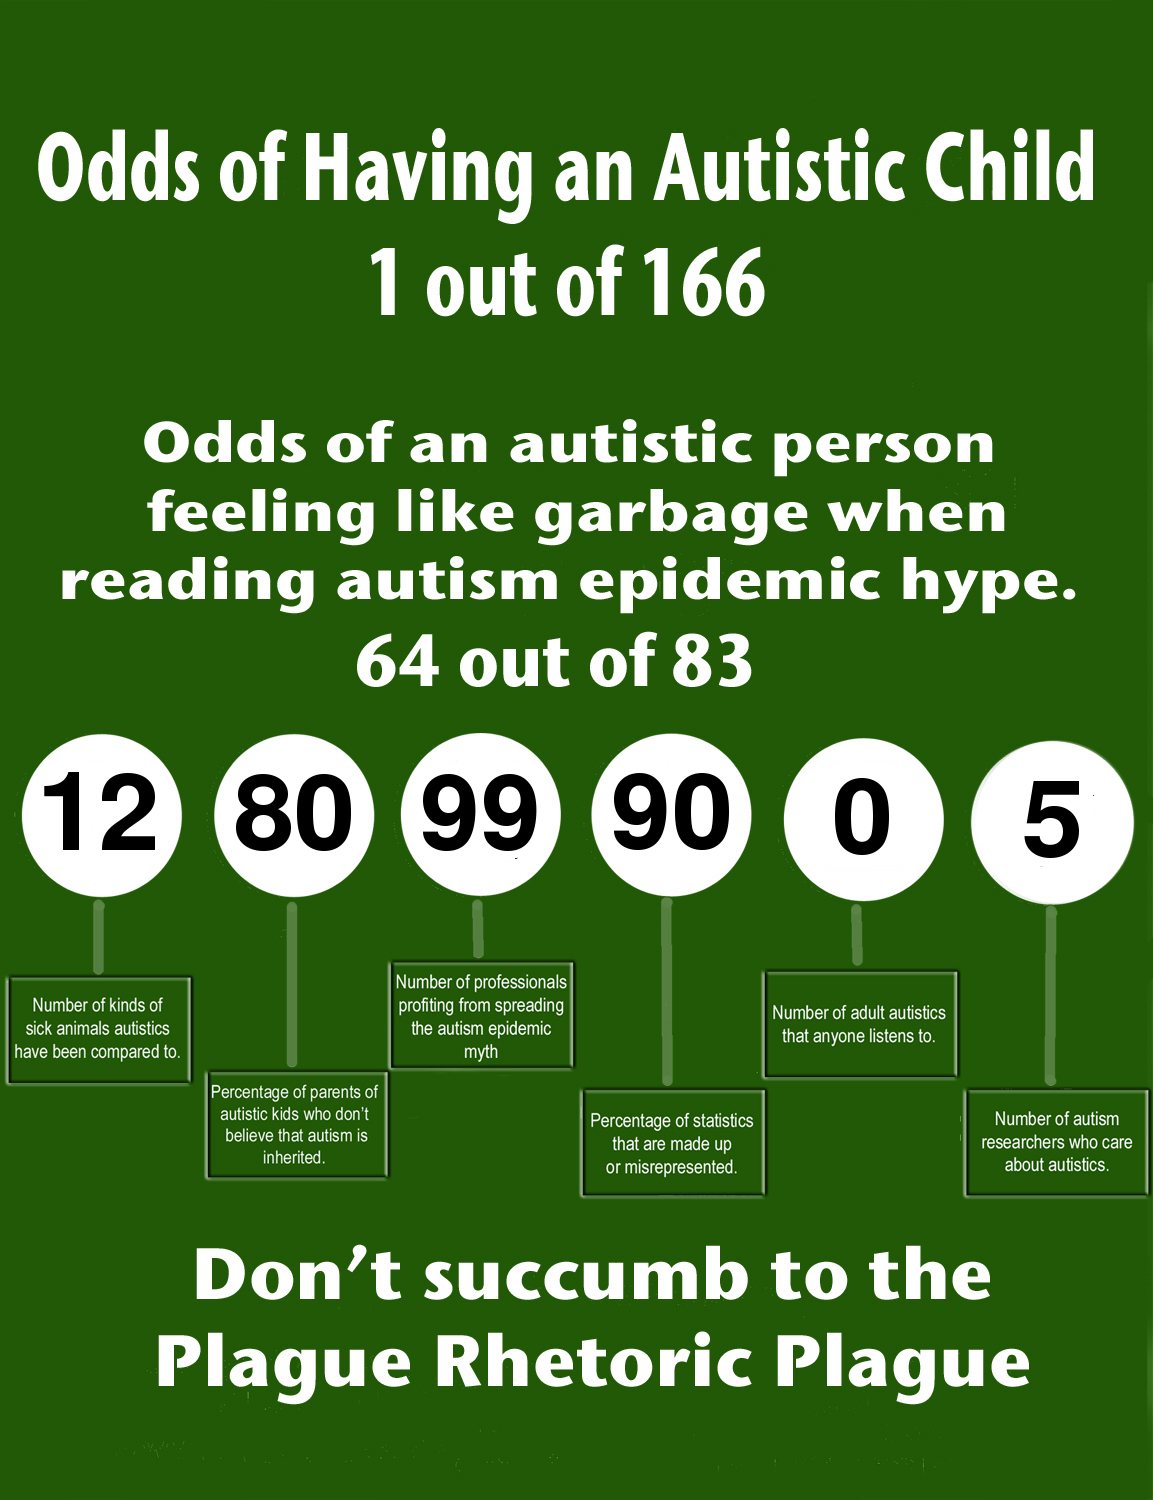 Odds of Having an Autistic Child
1 out of 166
Odds of an autistic person
feeling like garbage when
reading autism epidemic hype.
64 out of 83
12
80
99
90
0
5
Number of kinds of
sick animals autistics
have been compared to.
Percentage of parents of
autistic kids who don't
believe that autism is
inherited.
Number of professionals
profiting from spreading
the autism epidemic
myth
Percentage of statistics
that are made up
or misrepresented.
Number of adult autistics
that anyone listens to.
Number of autism
researchers who care
about autistics.
Don't succumb to the
Plague Rhetoric Plague